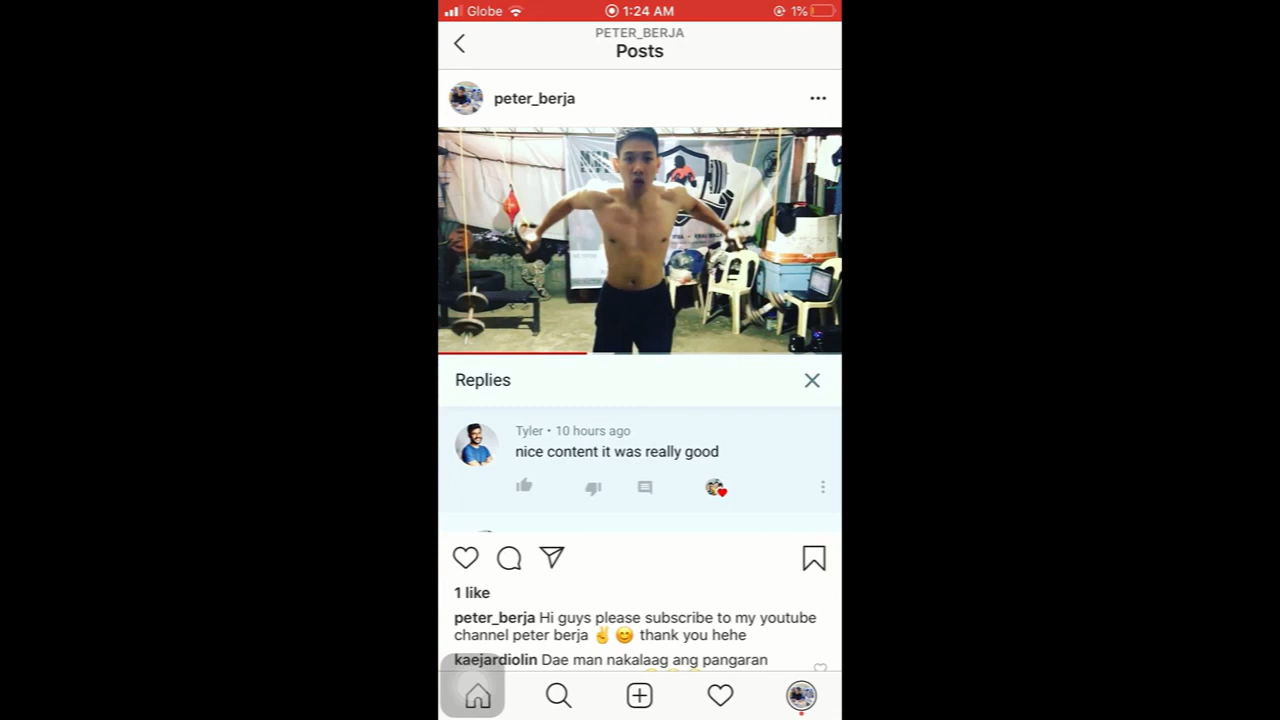 Globe
1:24 AM
1%
PETER_BERJA
Posts
peter_berja
Replies
Tyler • 10 hours ago
nice content it was really good
1 like
peter_berja Hi guys please subscribe to my youtube
channel peter berja ✌️ 😊 thank you hehe
kaejardiolin Dae man nakalaag ang pangaran